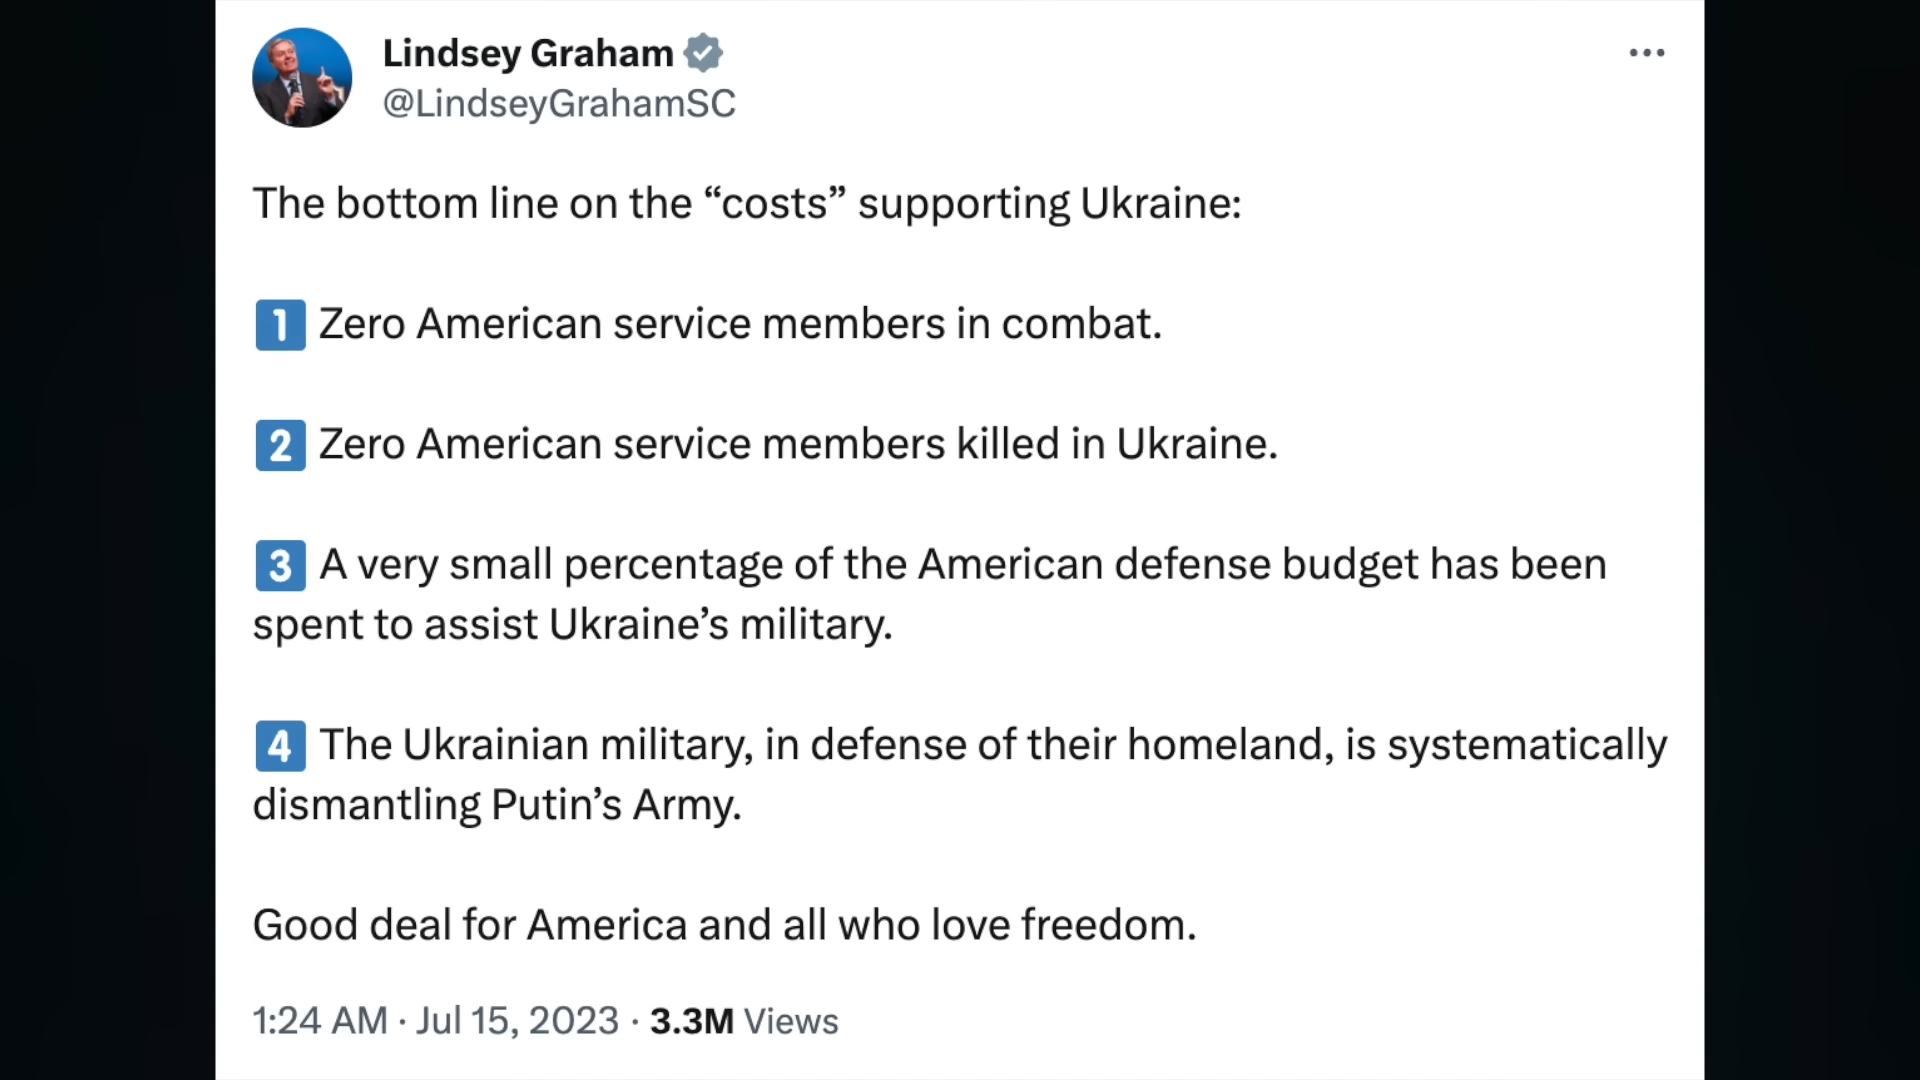 Lindsey Graham
@LindseyGrahamSC
The bottom line on the “costs” supporting Ukraine:
1 Zero American service members in combat.
2 Zero American service members killed in Ukraine.
3 A very small percentage of the American defense budget has been
spent to assist Ukraine’s military.
4 The Ukrainian military, in defense of their homeland, is systematically
dismantling Putin’s Army.
Good deal for America and all who love freedom.
1:24 AM · Jul 15, 2023 · 3.3M Views